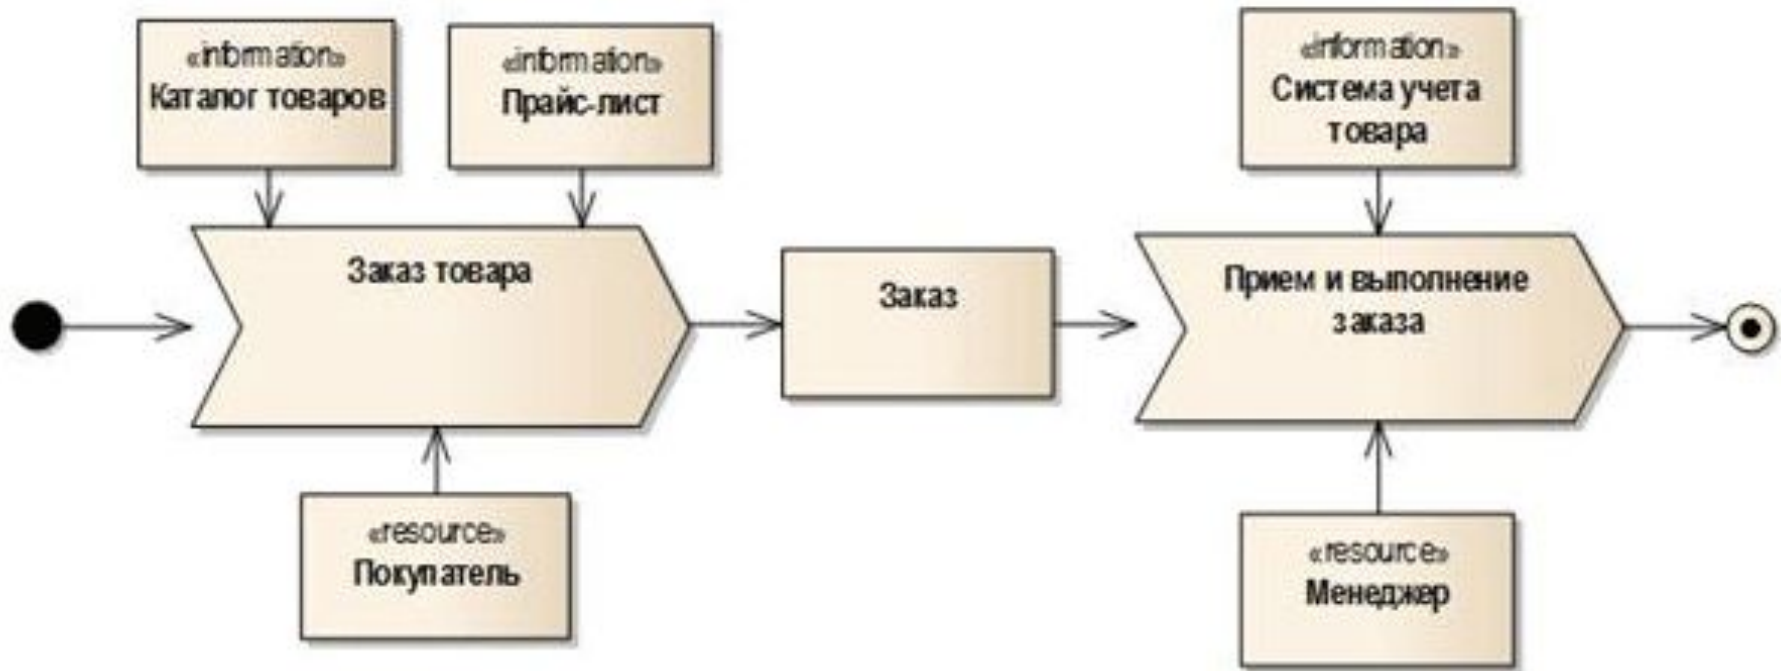 «information»
Каталог товаров
«information»
Прайс-лист
«information»
Система учета
товара
Заказ товара
Заказ
Прием и выполнение
заказа
«resource»
Покупатель
«resource»
Менеджер